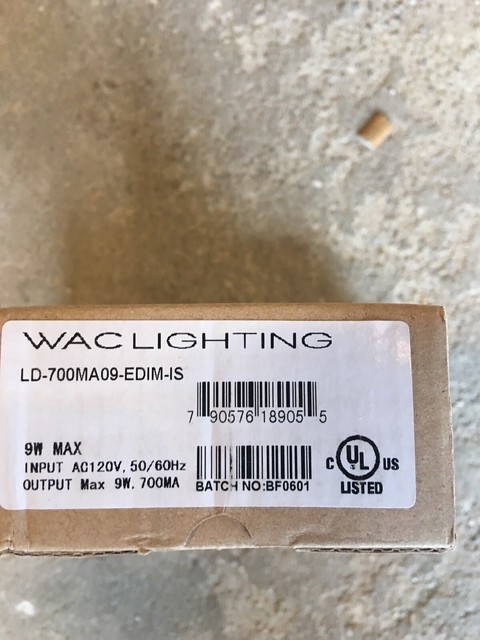 WAC LIGHTING
LD-700MA09-EDIM-IS
7 90576 18905 5
9W MAX
INPUT AC120V, 50/60Hz
OUTPUT Max 9W, 700MA
BATCH NO:BF0601
C UL US
LISTED